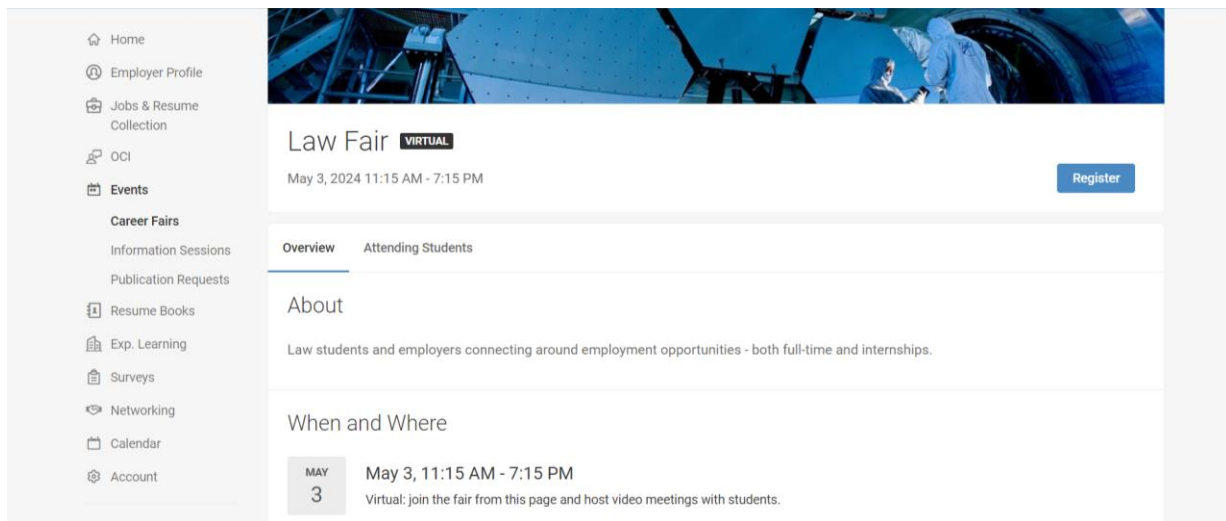 Home
Employer Profile
Jobs & Resume
Collection
OCI
Events
Career Fairs
Information Sessions
Publication Requests
Resume Books
Exp. Learning
Surveys
Networking
Calendar
Account
Law Fair VIRTUAL
May 3, 2024 11:15 AM - 7:15 PM
Register
Overview Attending Students
About
Law students and employers connecting around employment opportunities - both full-time and internships.
When and Where
MAY
3
May 3, 11:15 AM - 7:15 PM
Virtual: join the fair from this page and host video meetings with students.